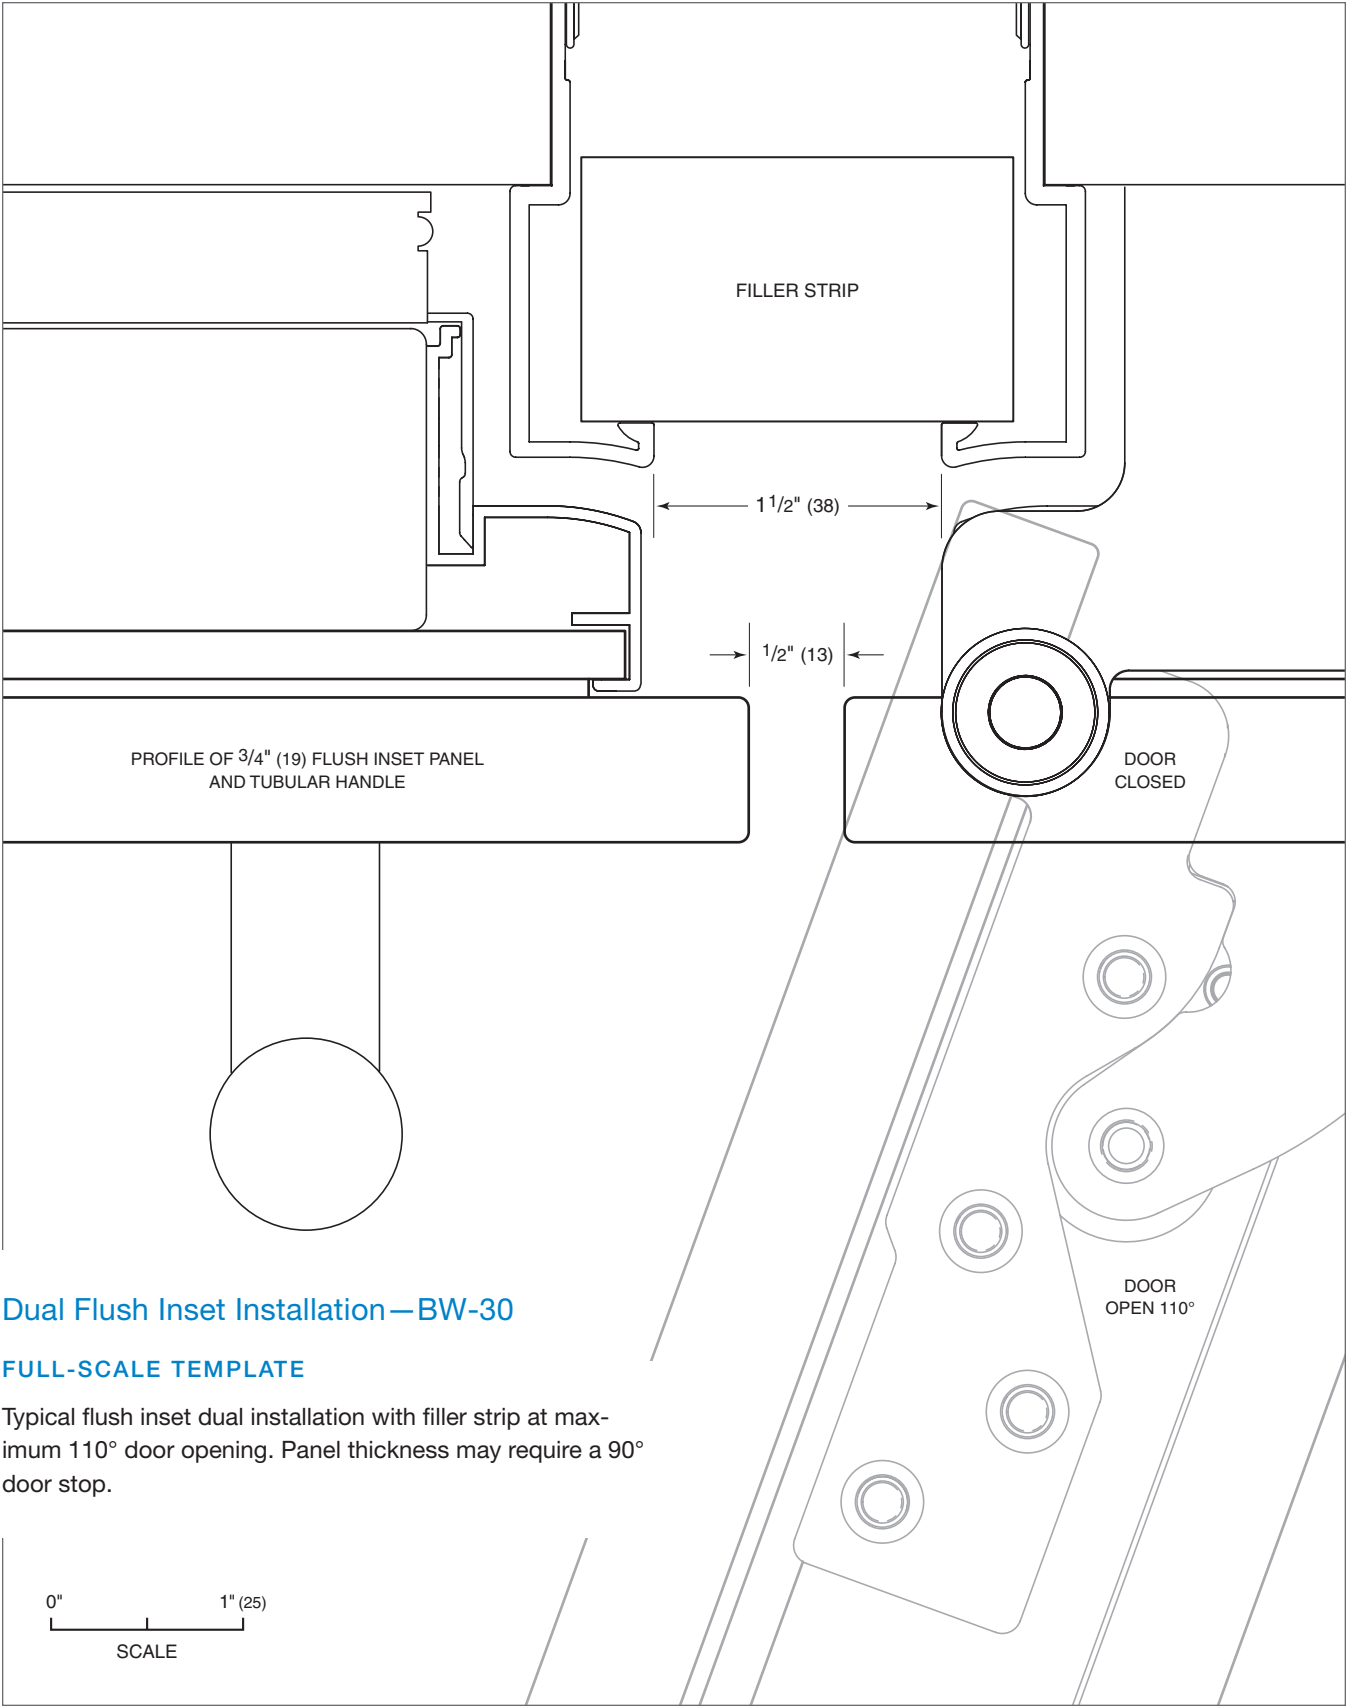 FILLER STRIP
1 1/2" (38)
1/2" (13)
PROFILE OF 3/4" (19) FLUSH INSET PANEL
AND TUBULAR HANDLE
DOOR
CLOSED
DOOR
OPEN 110°
Dual Flush Inset Installation—BW-30
FULL-SCALE TEMPLATE
Typical flush inset dual installation with filler strip at max-
imum 110° door opening. Panel thickness may require a 90°
door stop.
0" 1" (25)
SCALE